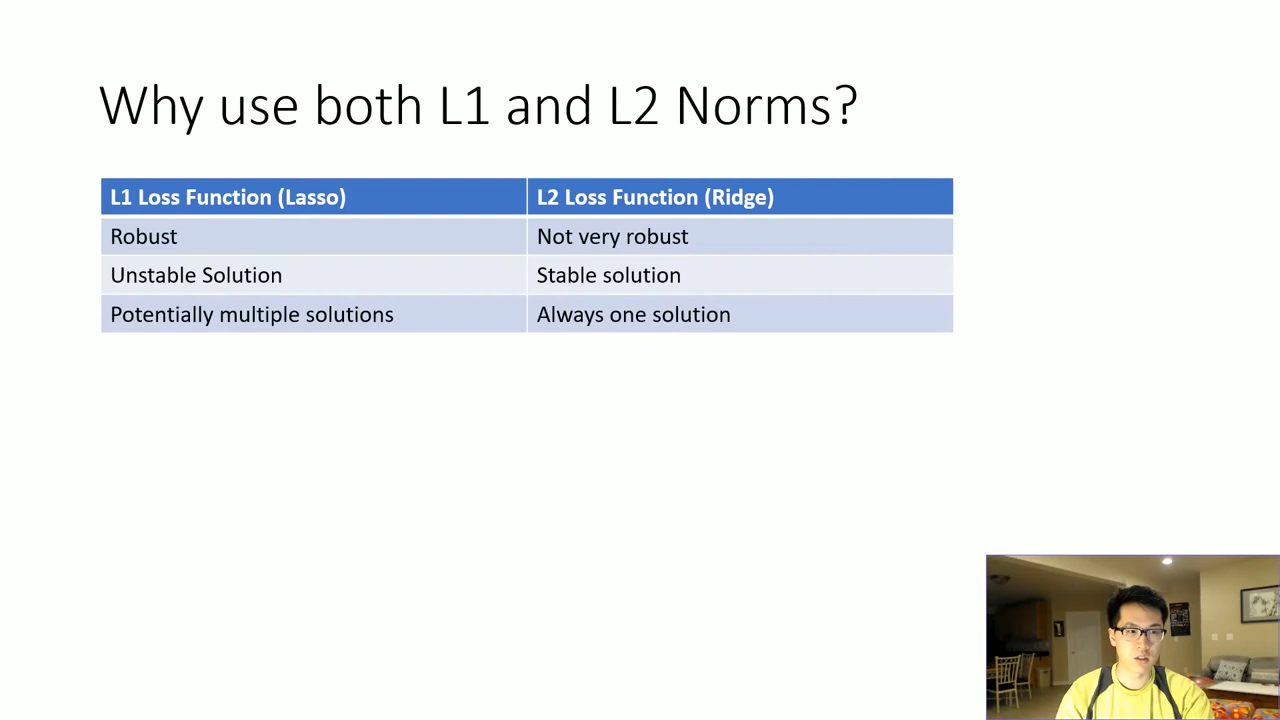 Why use both L1 and L2 Norms?
L1 Loss Function (Lasso) L2 Loss Function (Ridge)
Robust Not very robust
Unstable Solution Stable solution
Potentially multiple solutions Always one solution